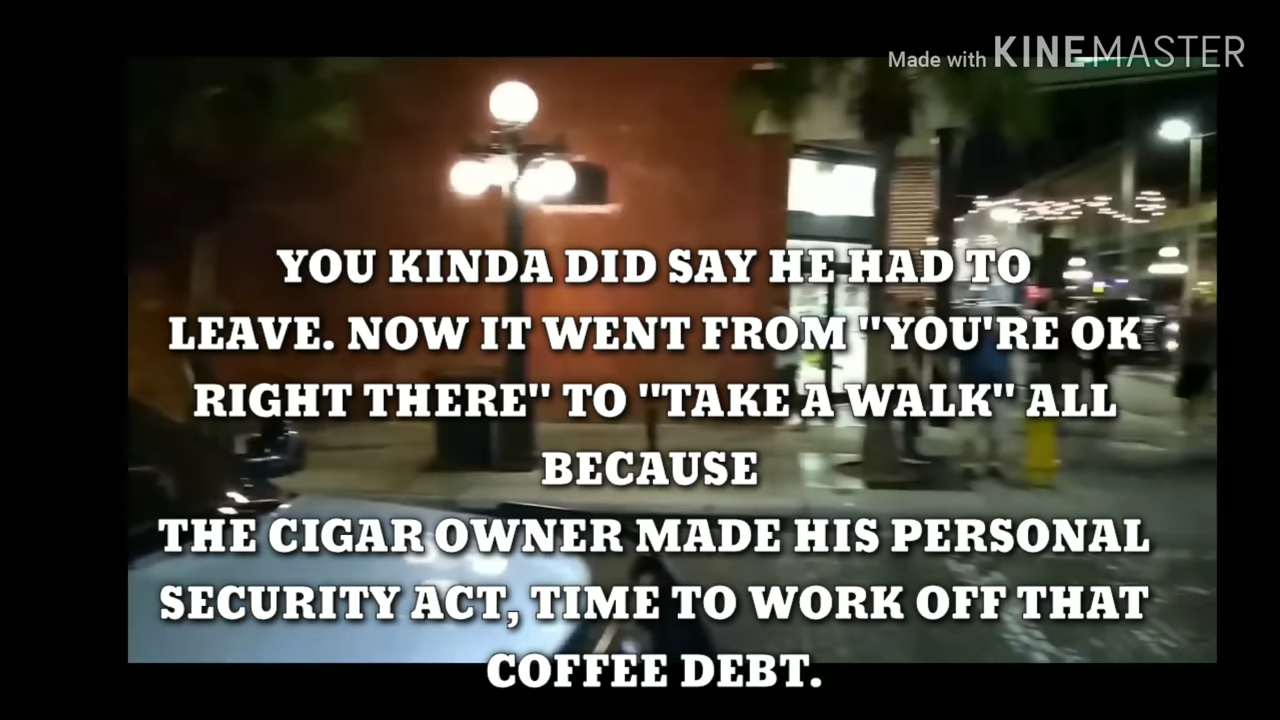 Made with KINEMASTER
YOU KINDA DID SAY HE HAD TO
LEAVE. NOW IT WENT FROM "YOU'RE OK
RIGHT THERE" TO "TAKE A WALK" ALL
BECAUSE
THE CIGAR OWNER MADE HIS PERSONAL
SECURITY ACT, TIME TO WORK OFF THAT
COFFEE DEBT.